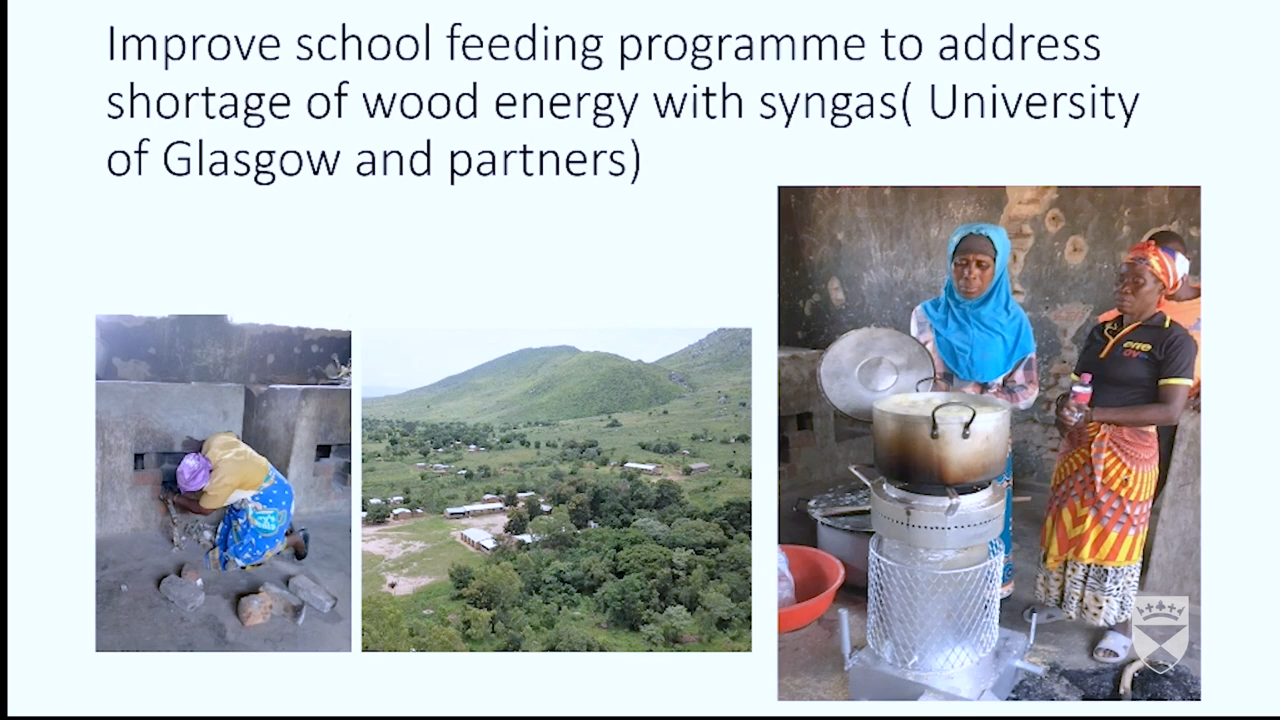 Improve school feeding programme to address
shortage of wood energy with syngas( University
of Glasgow and partners)